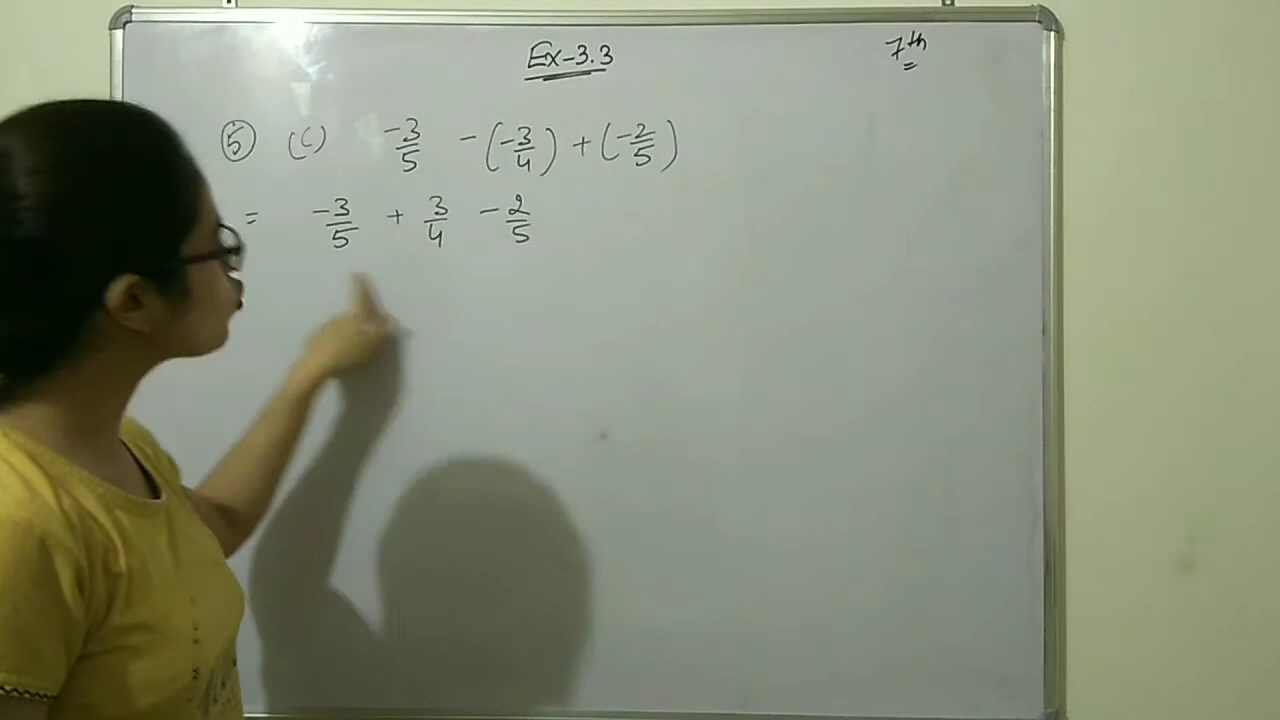 Ex-3.3
7th
5 (c) -3/5 -(-3/4) + (-2/5)
= -3/5 + 3/4 - 2/5